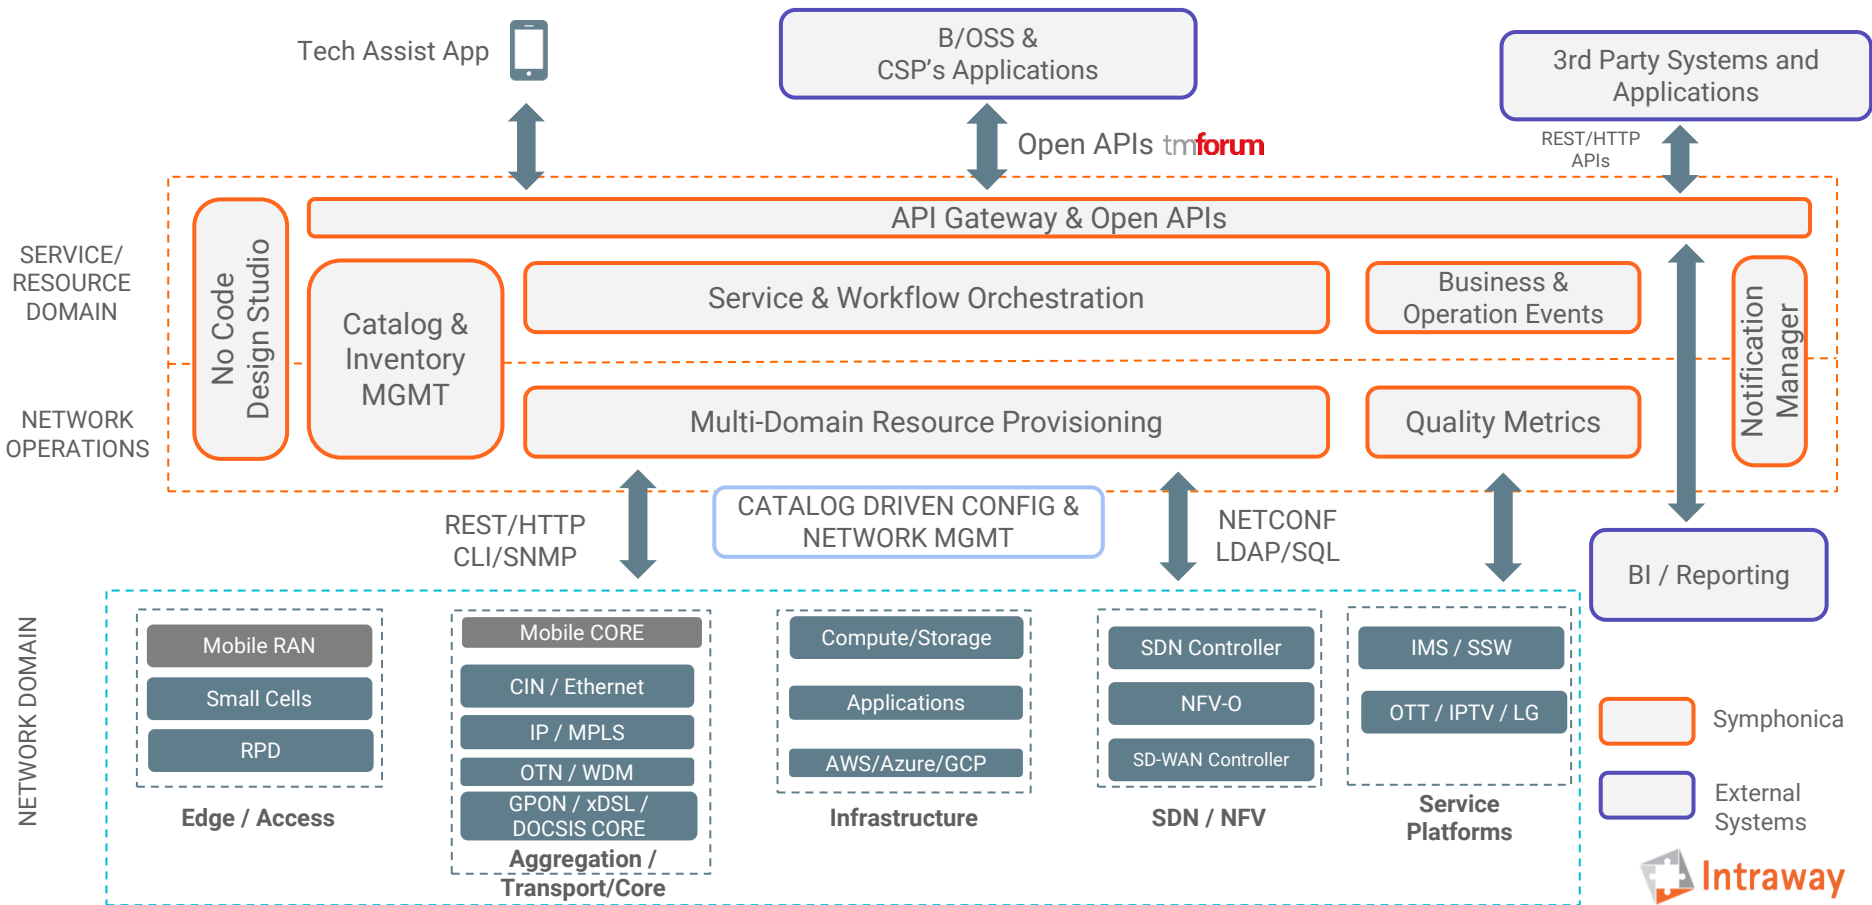 Tech Assist App
B/OSS &
CSP's Applications
3rd Party Systems and
Applications
Open APIs tmforum
REST/HTTP
APIs
SERVICE/
RESOURCE
DOMAIN
No Code
Design Studio
API Gateway & Open APIs
Catalog &
Inventory
MGMT
Service & Workflow Orchestration
Business &
Operation Events
Notification
Manager
NETWORK
OPERATIONS
Multi-Domain Resource Provisioning
Quality Metrics
REST/HTTP
CLI/SNMP
CATALOG DRIVEN CONFIG &
NETWORK MGMT
NETCONF
LDAP/SQL
BI / Reporting
NETWORK DOMAIN
Mobile RAN
Small Cells
RPD
Edge / Access
Mobile CORE
CIN / Ethernet
IP / MPLS
OTN / WDM
GPON / xDSL /
DOCSIS CORE
Aggregation /
Transport/Core
Compute/Storage
Applications
AWS/Azure/GCP
Infrastructure
SDN Controller
NFV-O
SD-WAN Controller
SDN / NFV
IMS / SSW
OTT / IPTV / LG
Service
Platforms
Symphonica
External
Systems
Intraway